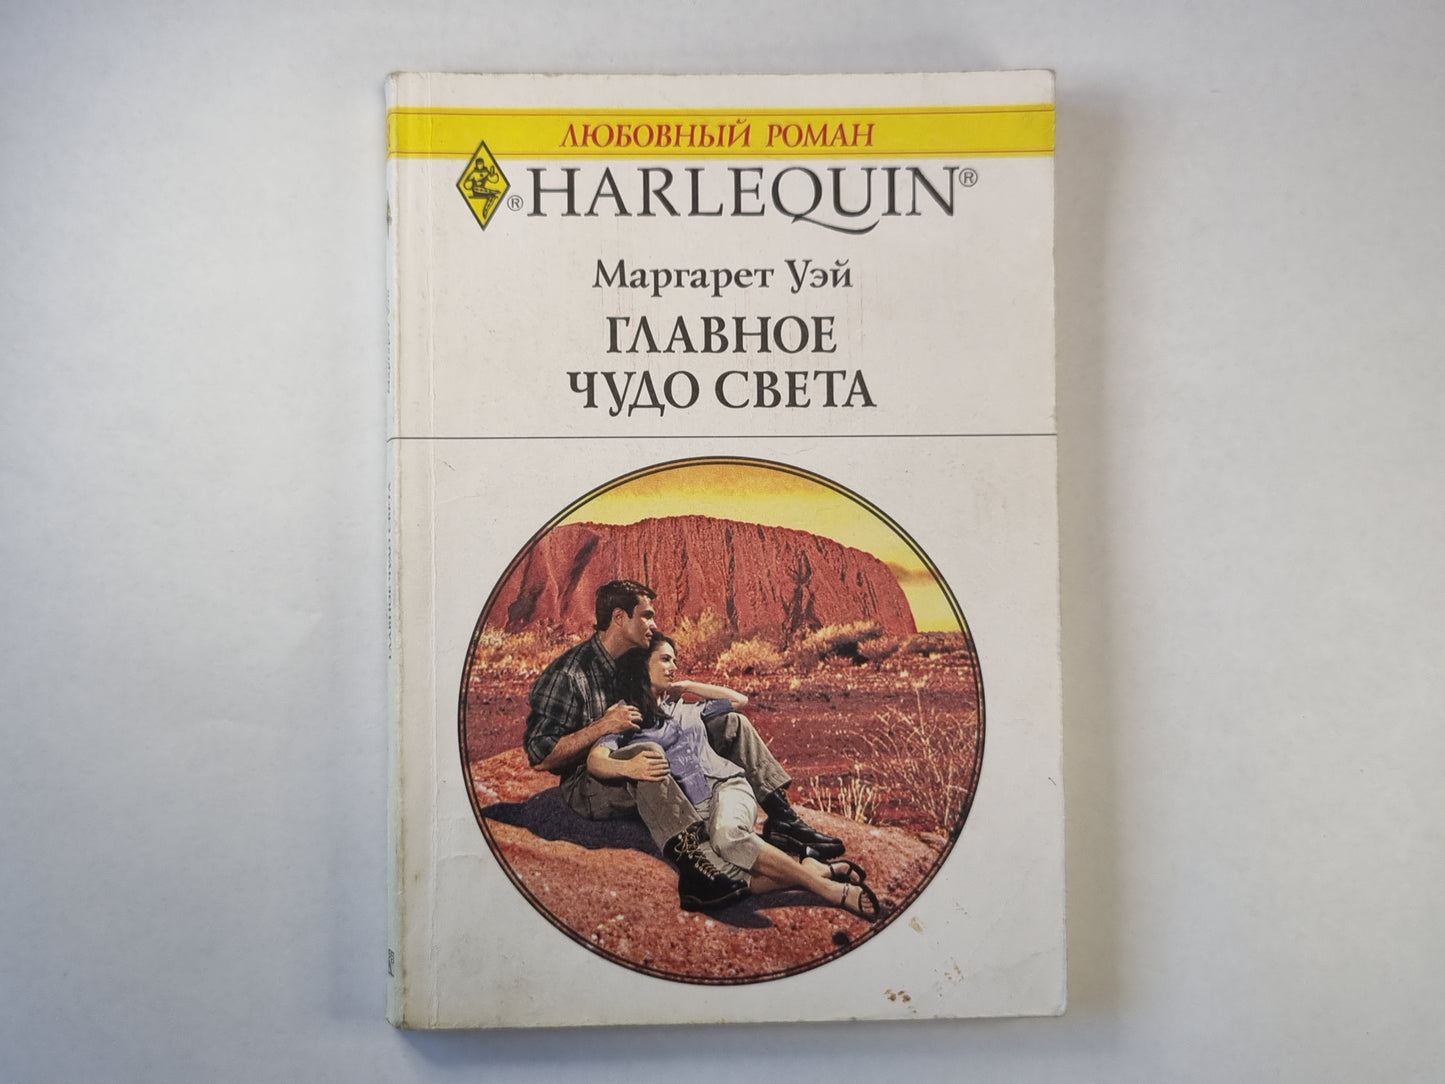 ЛЮБОВНЫЙ РОМАН
® HARLEQUIN®
Маргарет Уэй
ГЛАВНОЕ
ЧУДО СВЕТА